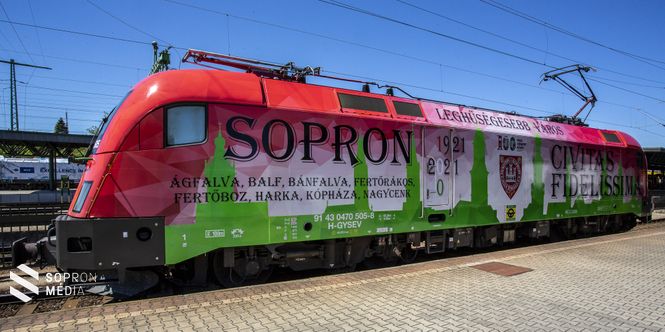 LEGHŰSÉGESEBB VÁROS
SOPRON
1921
2021
CIVITAS
FIDELISSIMA
ÁGFALVA, BALF, BÁNFALVA, FERTŐRÁKOS,
FERTŐBOZ, HARKA, KÓPHÁZA, NAGYCENK
91 43 0470 505-8
H-GYSEV
1
SOPRON
MÉDIA